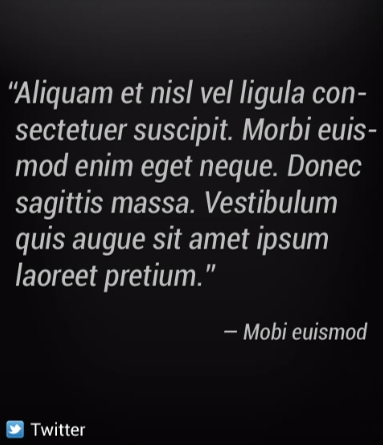 “Aliquam et nisl vel ligula con-
sectetuer suscipit. Morbi euis-
mod enim eget neque. Donec
sagittis massa. Vestibulum
quis augue sit amet ipsum
laoreet pretium.”
– Mobi euismod
Twitter